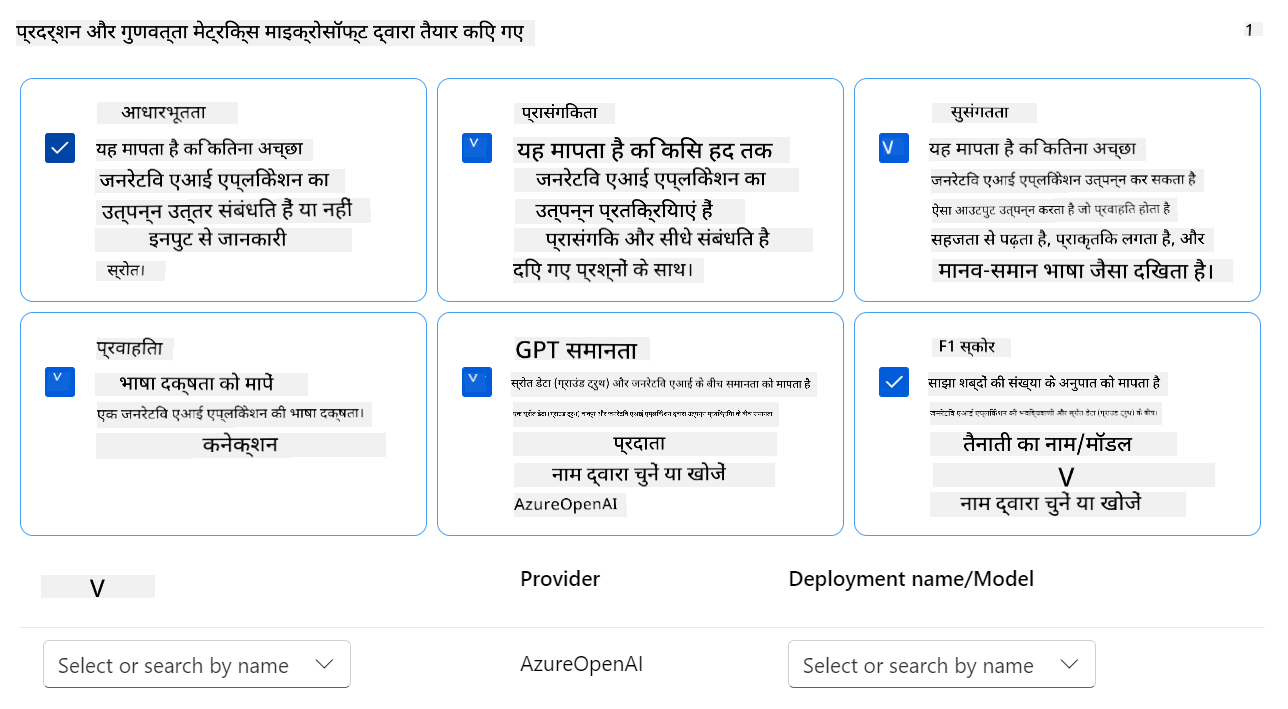 प्रदर्शन और गुणवत्ता मेट्रिक्स माइक्रोसॉफ्ट द्वारा तैयार किए गए
1
आधारभूतता
यह मापता है कि कितना अच्छा
जनरेटिव एआई एप्लिकेशन का
उत्पन्न उत्तर संबंधित है या नहीं
इनपुट से जानकारी
स्रोत।
प्रासंगिकता
यह मापता है कि किस हद तक
जनरेटिव एआई एप्लिकेशन का
उत्पन्न प्रतिक्रियाएं हैं
प्रासंगिक और सीधे संबंधित है
दिए गए प्रश्नों के साथ।
सुसंगतता
यह मापता है कि कितना अच्छा
जनरेटिव एआई एप्लिकेशन उत्पन्न कर सकता है
ऐसा आउटपुट उत्पन्न करता है जो प्रवाहित होता है
सहजता से पढ़ता है, प्राकृतिक लगता है, और
मानव-समान भाषा जैसा दिखता है।
प्रवाहिता
भाषा दक्षता को मापें
एक जनरेटिव एआई एप्लिकेशन की भाषा दक्षता।
कनेक्शन
GPT समानता
स्रोत डेटा (ग्राउंड ट्रुथ) और जनरेटिव एआई के बीच समानता को मापता है
प्रदाता
नाम द्वारा चुनें या खोजें
AzureOpenAI
F1 स्कोर
साझा शब्दों की संख्या के अनुपात को मापता है
तैनाती का नाम/मॉडल
V
नाम द्वारा चुनें या खोजें
V
Provider
Deployment name/Model
Select or search by name
AzureOpenAI
Select or search by name